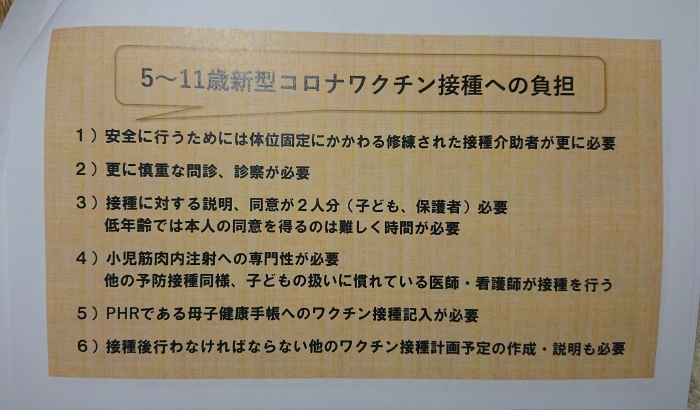 5～11歳新型コロナワクチン接種への負担
1）安全に行うためには体位固定にかかわる修練された接種介助者が更に必要
2）更に慎重な問診、診察が必要
3）接種に対する説明、同意が2人分（子ども、保護者）必要
低年齢では本人の同意を得るのは難しく時間が必要
4）小児筋肉内注射への専門性が必要
他の予防接種同様、子どもの扱いに慣れている医師・看護師が接種を行う
5）PHRである母子健康手帳へのワクチン接種記入が必要
6）接種後行わなければならない他のワクチン接種計画予定の作成・説明も必要